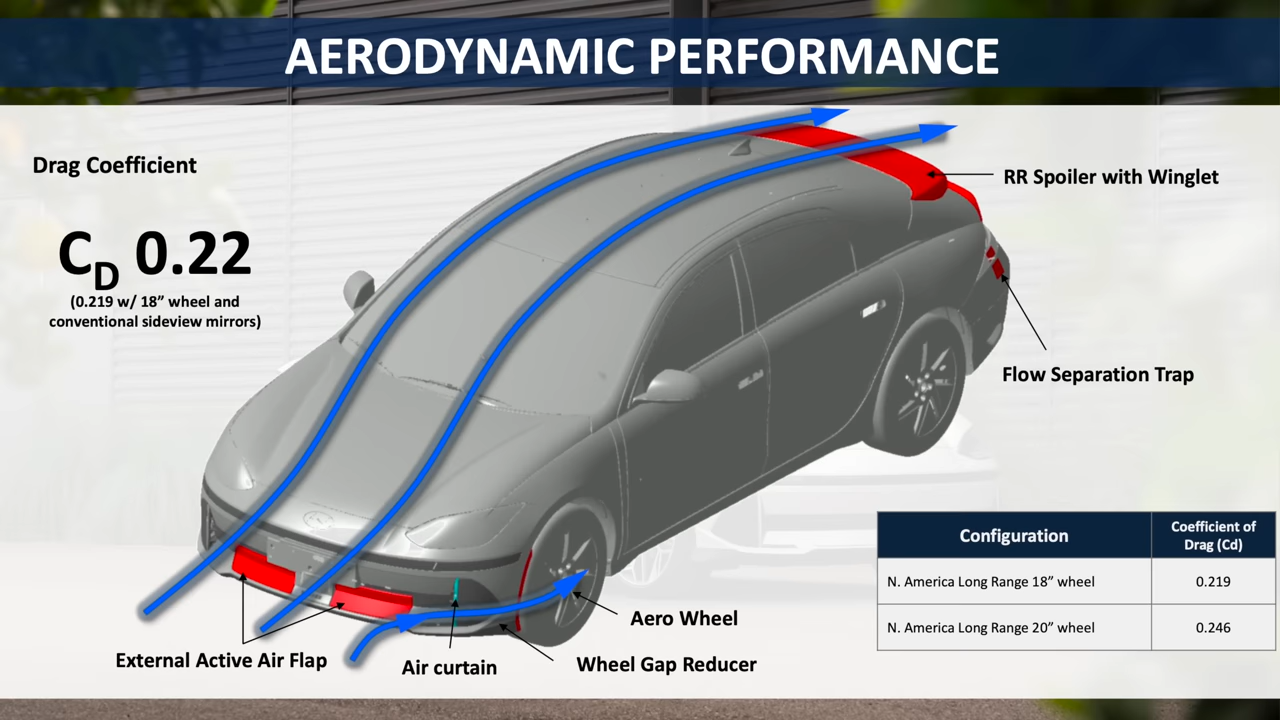 AERODYNAMIC PERFORMANCE
Drag Coefficient
CD 0.22
(0.219 w/ 18” wheel and
conventional sideview mirrors)
RR Spoiler with Winglet
Flow Separation Trap
Aero Wheel
Wheel Gap Reducer
Air curtain
External Active Air Flap
Configuration
Coefficient of
Drag (Cd)
N. America Long Range 18” wheel
0.219
N. America Long Range 20” wheel
0.246